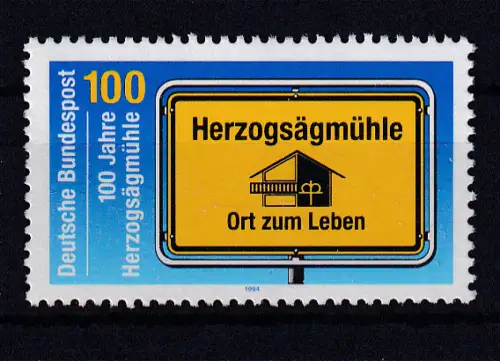 Deutsche Bundespost
100
100 Jahre
Herzogsägmühle
Herzogsägmühle
Ort zum Leben
1994